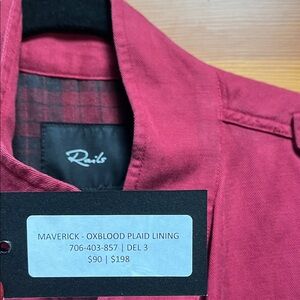 Rails
MAVERICK - OXBLOOD PLAID LINING
706-403-857 | DEL 3
$90 | $198